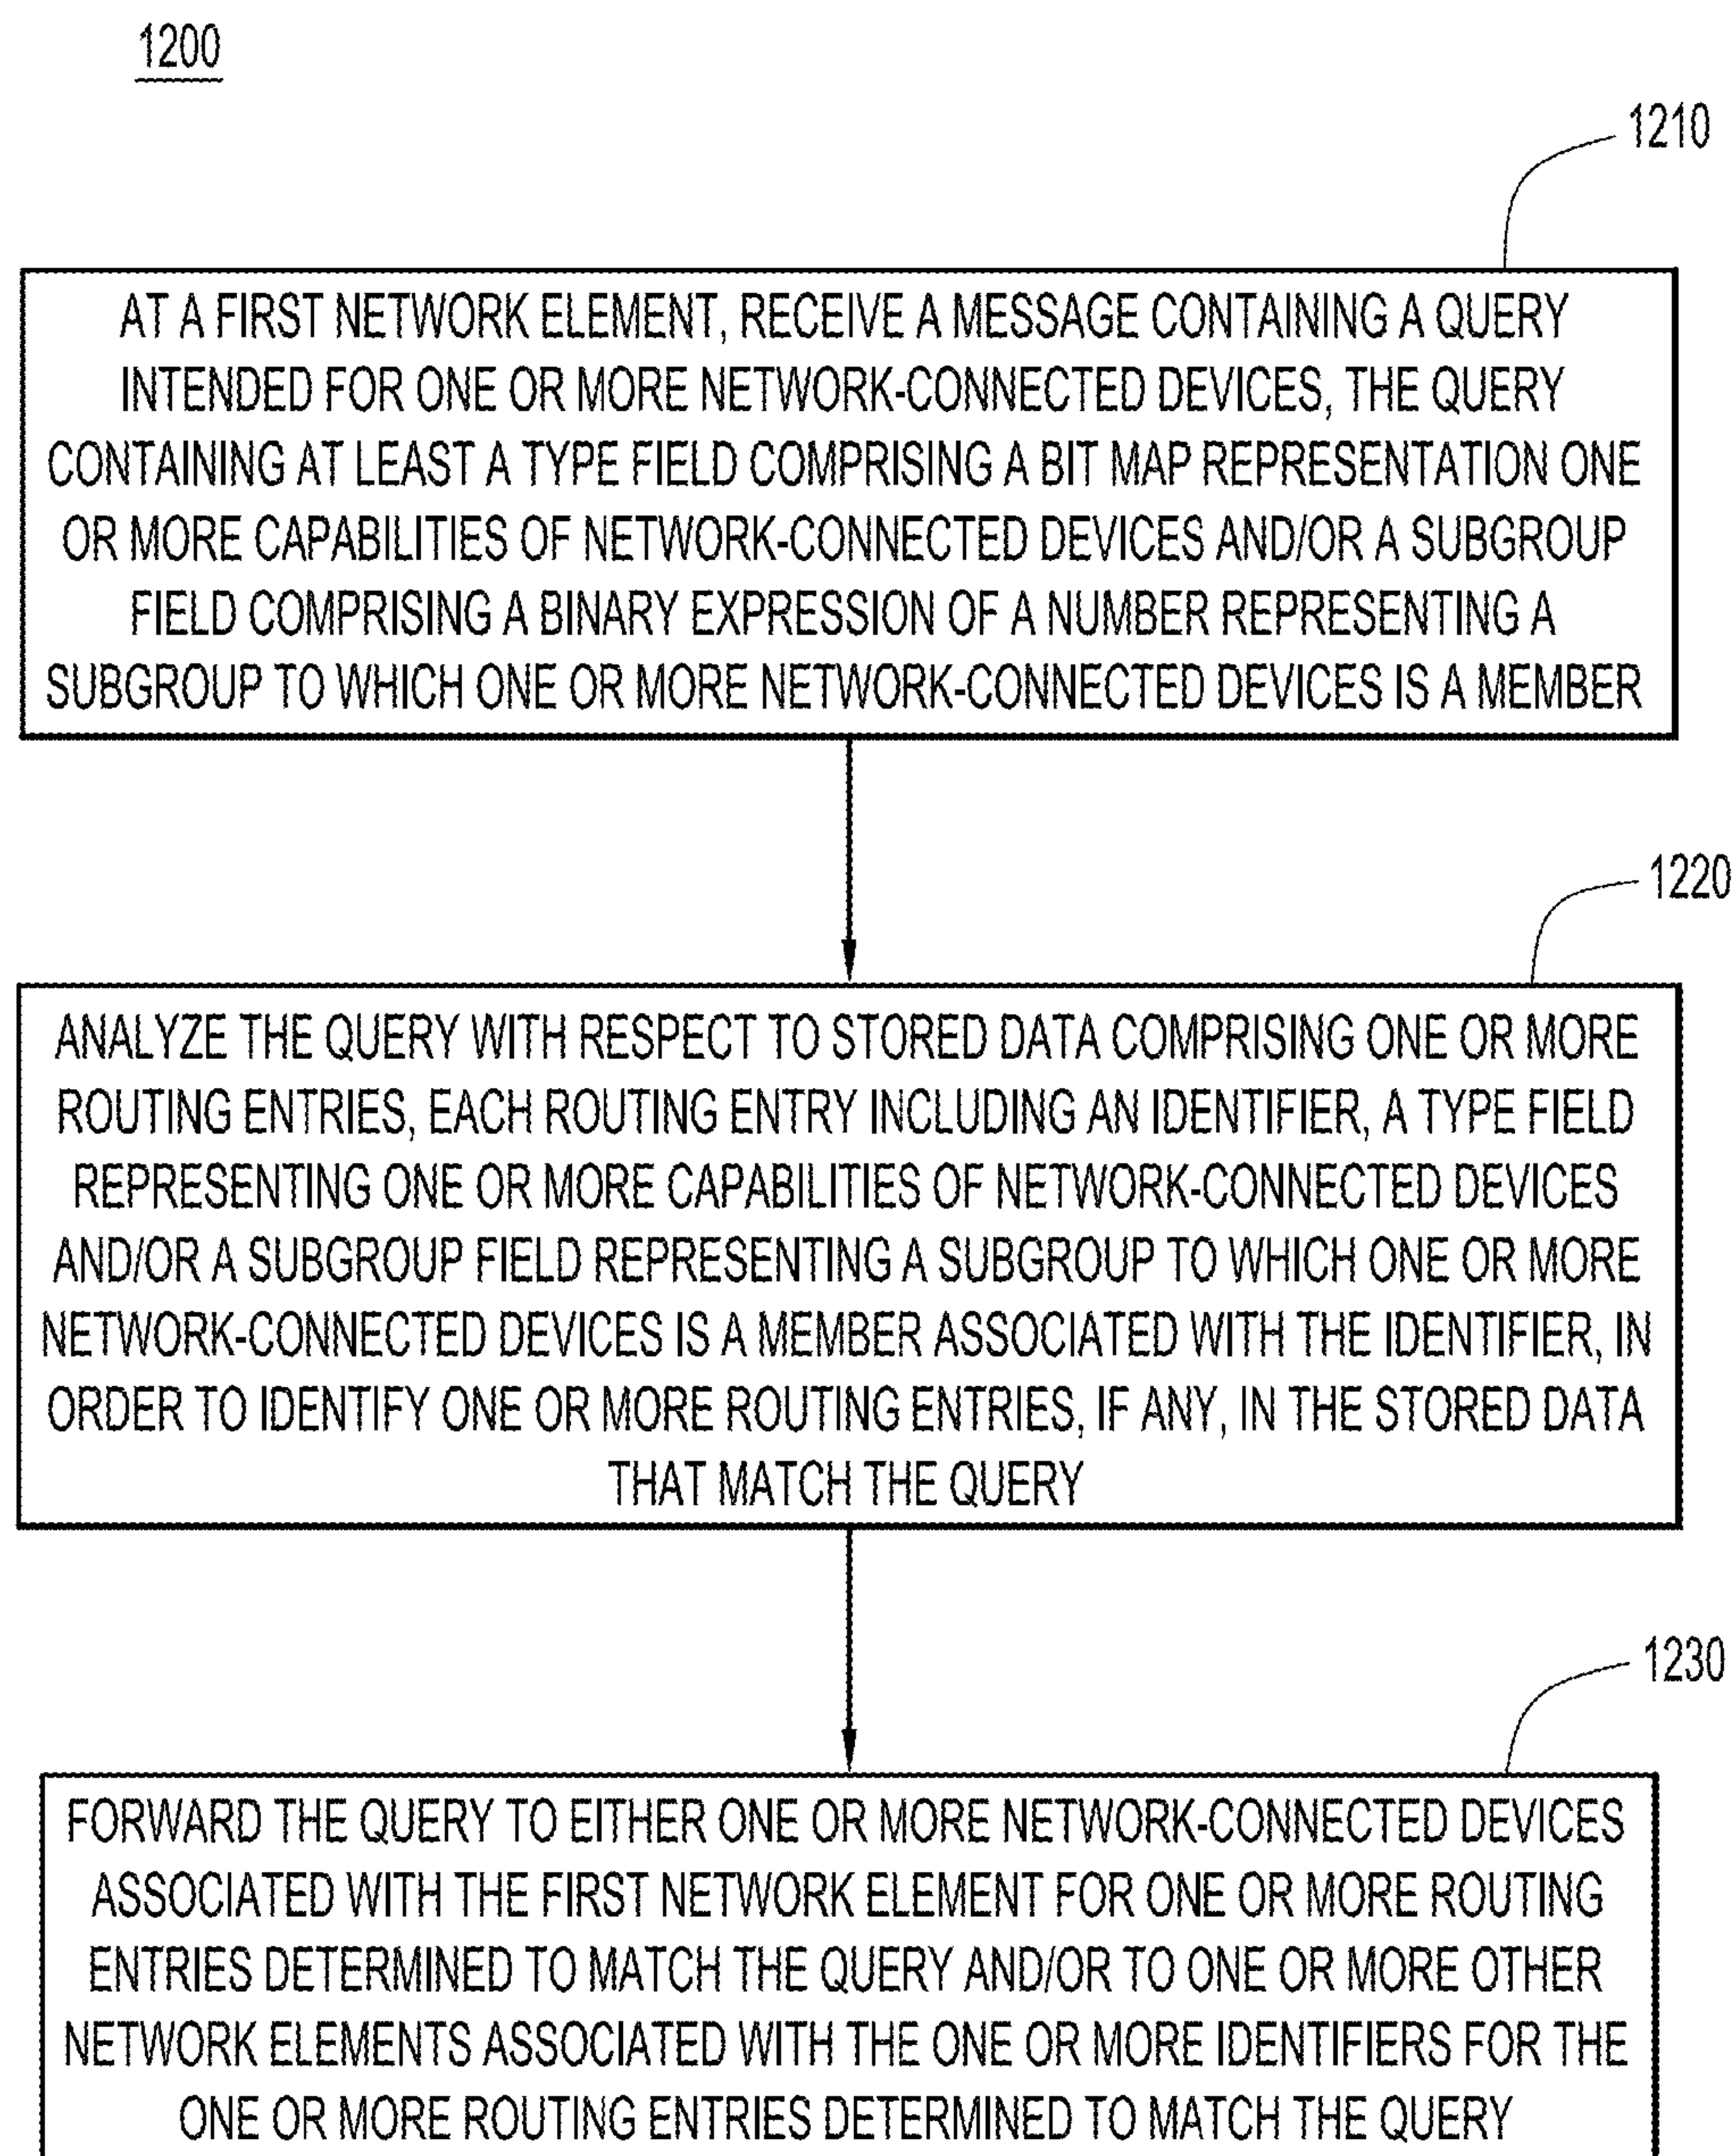 1200
1210
AT A FIRST NETWORK ELEMENT, RECEIVE A MESSAGE CONTAINING A QUERY
INTENDED FOR ONE OR MORE NETWORK-CONNECTED DEVICES, THE QUERY
CONTAINING AT LEAST A TYPE FIELD COMPRISING A BIT MAP REPRESENTATION ONE
OR MORE CAPABILITIES OF NETWORK-CONNECTED DEVICES AND/OR A SUBGROUP
FIELD COMPRISING A BINARY EXPRESSION OF A NUMBER REPRESENTING A
SUBGROUP TO WHICH ONE OR MORE NETWORK-CONNECTED DEVICES IS A MEMBER
1220
ANALYZE THE QUERY WITH RESPECT TO STORED DATA COMPRISING ONE OR MORE
ROUTING ENTRIES, EACH ROUTING ENTRY INCLUDING AN IDENTIFIER, A TYPE FIELD
REPRESENTING ONE OR MORE CAPABILITIES OF NETWORK-CONNECTED DEVICES
AND/OR A SUBGROUP FIELD REPRESENTING A SUBGROUP TO WHICH ONE OR MORE
NETWORK-CONNECTED DEVICES IS A MEMBER ASSOCIATED WITH THE IDENTIFIER, IN
ORDER TO IDENTIFY ONE OR MORE ROUTING ENTRIES, IF ANY, IN THE STORED DATA
THAT MATCH THE QUERY
1230
FORWARD THE QUERY TO EITHER ONE OR MORE NETWORK-CONNECTED DEVICES
ASSOCIATED WITH THE FIRST NETWORK ELEMENT FOR ONE OR MORE ROUTING
ENTRIES DETERMINED TO MATCH THE QUERY AND/OR TO ONE OR MORE OTHER
NETWORK ELEMENTS ASSOCIATED WITH THE ONE OR MORE IDENTIFIERS FOR THE
ONE OR MORE ROUTING ENTRIES DETERMINED TO MATCH THE QUERY